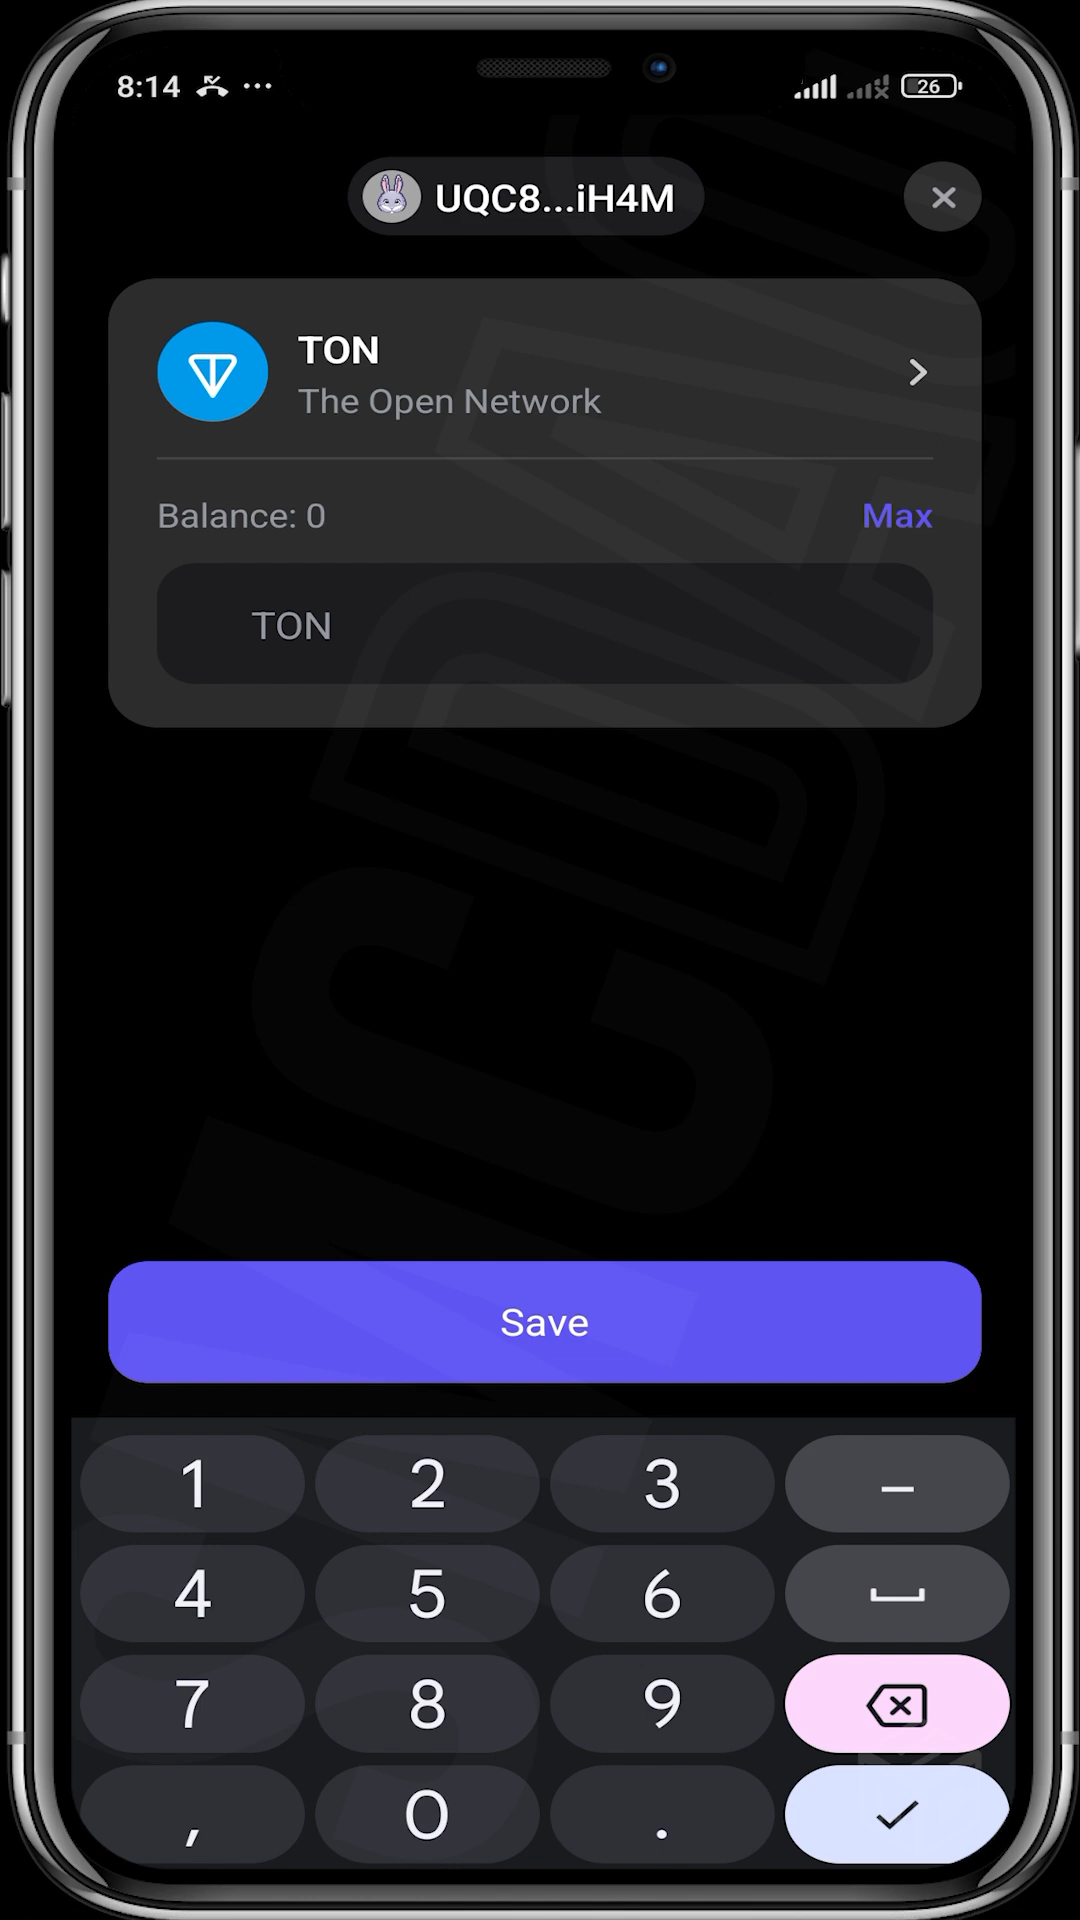 8:14 ...
26
UQC8...iH4M
TON
The Open Network
Balance: 0
Max
TON
Save
1 2 3 –
4 5 6
7 8 9
, 0 .